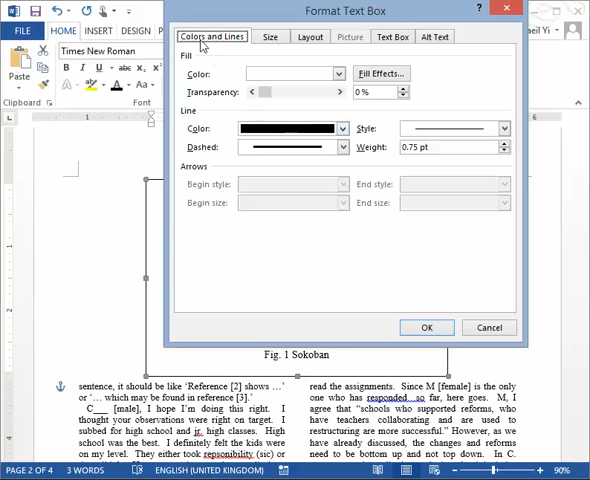 Format Text Box
FILE HOME INSERT
aeil Yi
Paste
Clipboard
Times New Roman
B I U abc x
Colors and Lines Size Layout Picture Text Box Alt Text
Fill
Color: Fill Effects...
Transparency: 0 %
Line
Color: Style:
Dashed: Weight: 0.75 pt
Arrows
Begin style: End style:
Begin size: End size:
OK Cancel
Fig. 1 Sokoban
sentence, it should be like ‘Reference [2] shows …’
or ‘… which may be found in reference [3].’
C___ [male], I hope I’m doing this right. I
thought your observations were right on target. I
subbed for high school and jr. high classes. High
school was the best. I definitely felt the kids were
on my level. They either took repsonibility (sic) or
read the assignments. Since M [female] is the only
one who has responded so far, here goes. M, I
agree that “schools who supported reforms, who
have teachers collaborating and are used to
restructuring are more successful.” However, as we
have already discussed, the changes and reforms
need to be bottom up and not top down. In C.
PAGE 2 OF 4 3 WORDS ENGLISH (UNITED KINGDOM) 90%